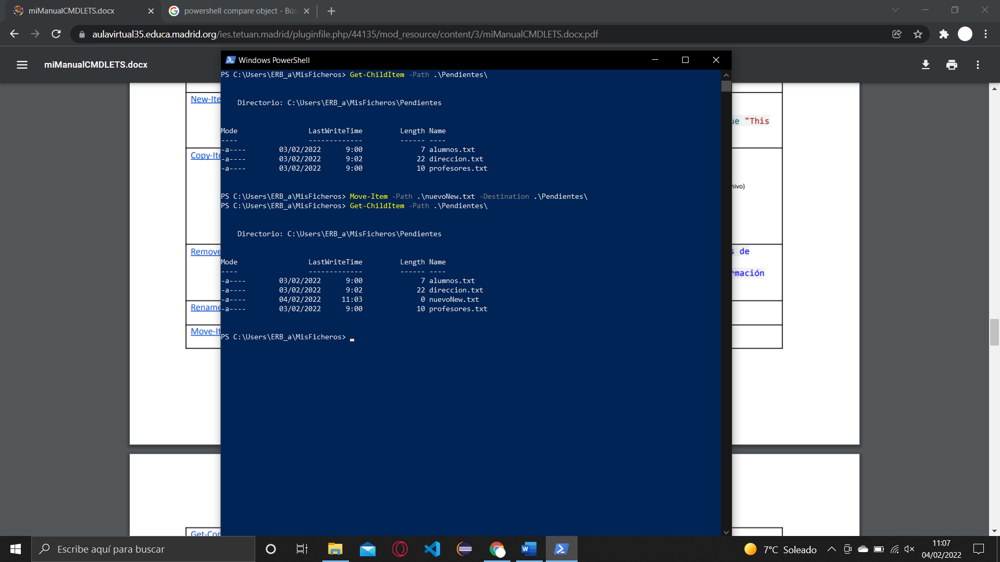 miManualCMDLETS.docx
powershell compare object - Bús
aulavirtual35.educa.madrid.org/ies.tetuan.madrid/pluginfile.php/44135/mod_resource/content/3/miManualCMDLETS.docx.pdf
miManualCMDLETS.docx
Windows PowerShell
PS C:\Users\ERB_a\MisFicheros> Get-ChildItem -Path .\Pendientes\
Directorio: C:\Users\ERB_a\MisFicheros\Pendientes
Mode LastWriteTime Length Name
---- ------------- ------ ----
-a---- 03/02/2022 9:00 7 alumnos.txt
-a---- 03/02/2022 9:02 22 direccion.txt
-a---- 03/02/2022 9:00 10 profesores.txt
PS C:\Users\ERB_a\MisFicheros> Move-Item -Path .\nuevoNew.txt -Destination .\Pendientes\
PS C:\Users\ERB_a\MisFicheros> Get-ChildItem -Path .\Pendientes\
Directorio: C:\Users\ERB_a\MisFicheros\Pendientes
Mode LastWriteTime Length Name
---- ------------- ------ ----
-a---- 03/02/2022 9:00 7 alumnos.txt
-a---- 03/02/2022 9:02 22 direccion.txt
-a---- 04/02/2022 11:03 0 nuevoNew.txt
-a---- 03/02/2022 9:00 10 profesores.txt
PS C:\Users\ERB_a\MisFicheros>
New-Ite
ue "This
Copy-Ite
hivo)
Remove
s de
rmación
Rename
Move-It
Get-Con
Escribe aquí para buscar
7°C Soleado
11:07
04/02/2022